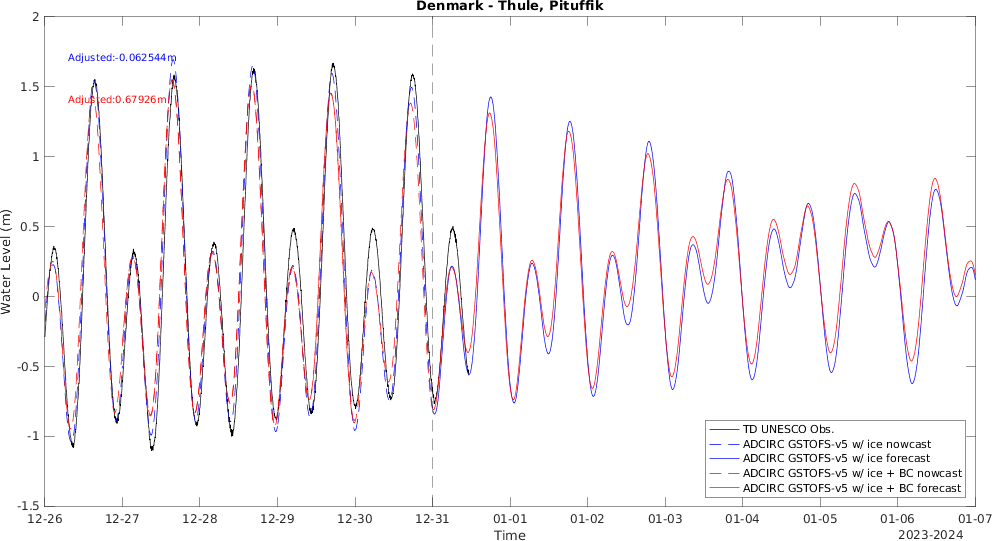 Denmark - Thule, Pituffik
Adjusted:-0.062544m
Adjusted:0.67926m
Water Level (m)
2
1.5
1
0.5
0
-0.5
-1
-1.5
TD UNESCO Obs.
ADCIRC GSTOFS-v5 w/ ice nowcast
ADCIRC GSTOFS-v5 w/ ice forecast
ADCIRC GSTOFS-v5 w/ ice + BC nowcast
ADCIRC GSTOFS-v5 w/ ice + BC forecast
12-26 12-27 12-28 12-29 12-30 12-31 01-01 01-02 01-03 01-04 01-05 01-06 01-07
Time
2023-2024